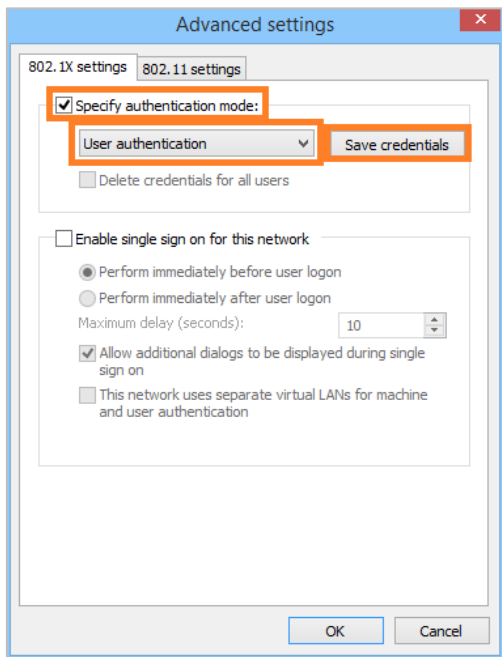 Advanced settings
802.1X settings
802.11 settings
Specify authentication mode:
User authentication
Save credentials
Delete credentials for all users
Enable single sign on for this network
Perform immediately before user logon
Perform immediately after user logon
Maximum delay (seconds):
10
Allow additional dialogs to be displayed during single
sign on
This network uses separate virtual LANs for machine
and user authentication
OK
Cancel